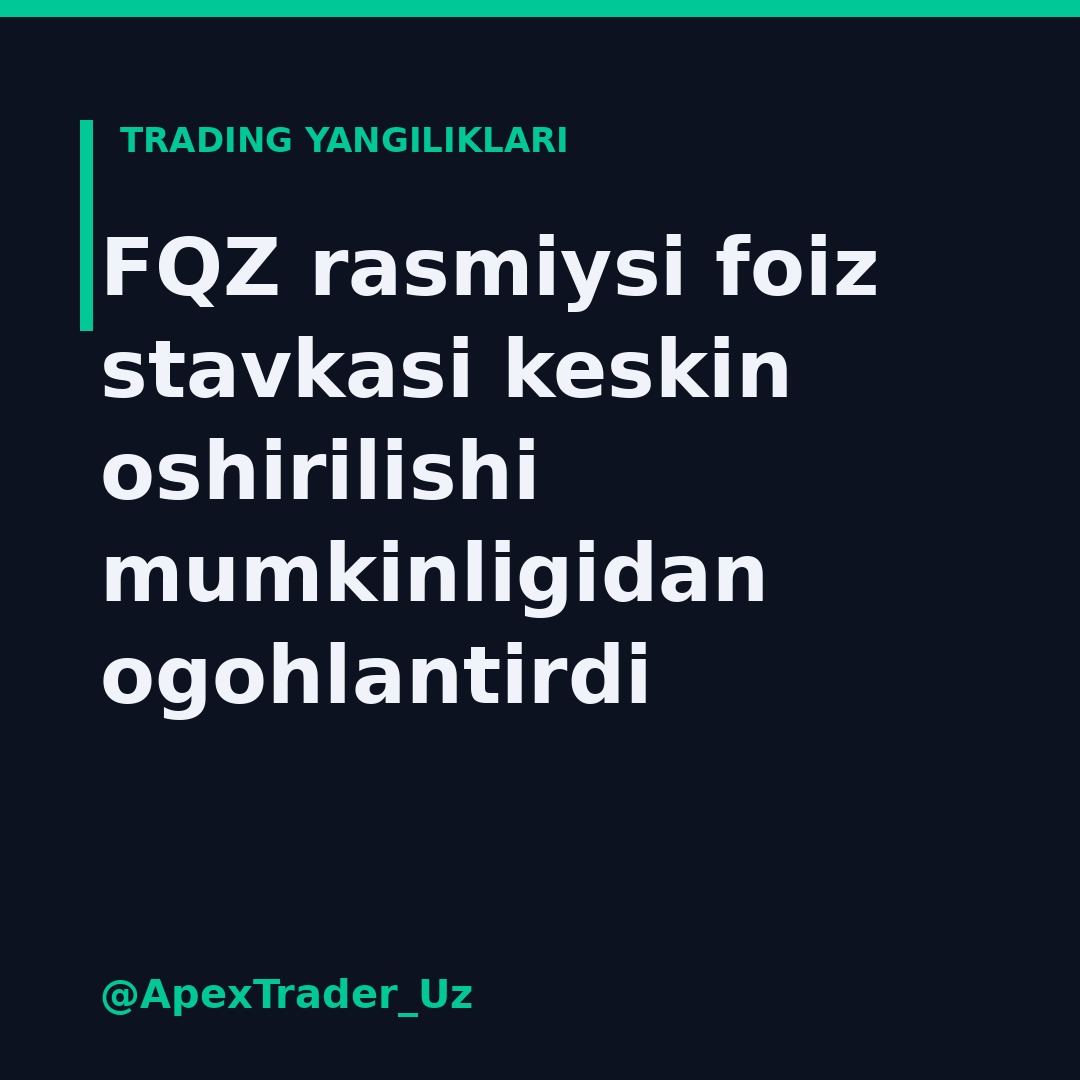 TRADING YANGILIKLARI
FQZ rasmiysi foiz
stavkasi keskin
oshirilishi
mumkinligidan
ogohlantirdi
@ApexTrader_Uz